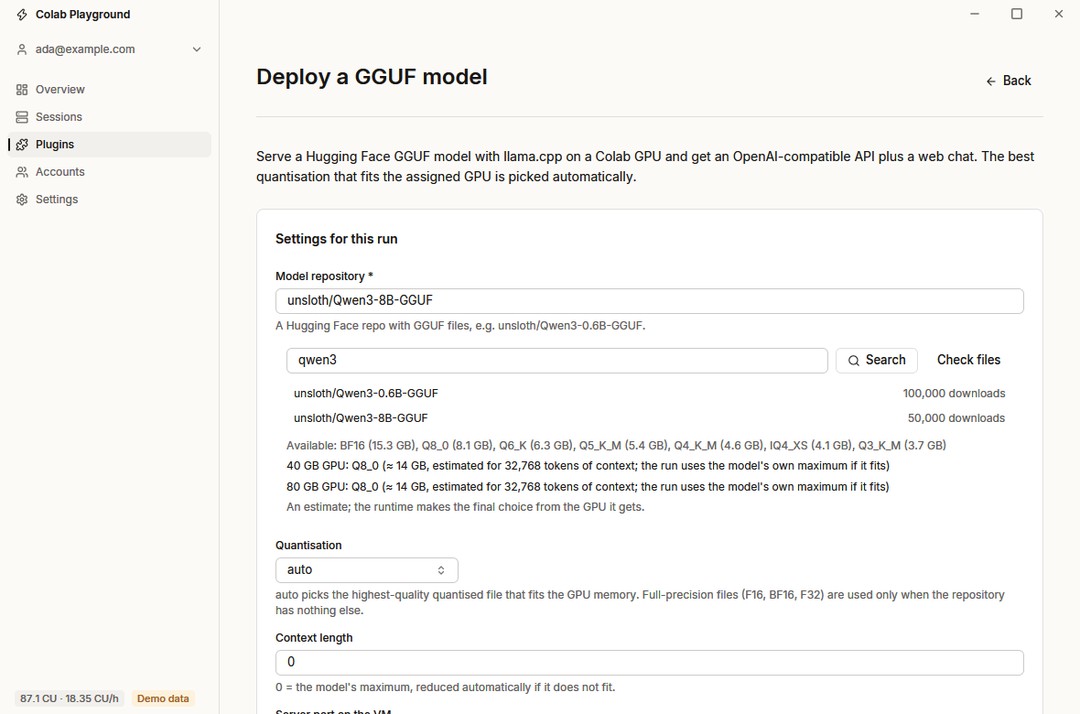 Colab Playground
ada@example.com
Overview
Sessions
Plugins
Accounts
Settings
87.1 CU · 18.35 CU/h
Demo data
Deploy a GGUF model
Back
Serve a Hugging Face GGUF model with llama.cpp on a Colab GPU and get an OpenAI-compatible API plus a web chat. The best
quantisation that fits the assigned GPU is picked automatically.
Settings for this run
Model repository *
unsloth/Qwen3-8B-GGUF
A Hugging Face repo with GGUF files, e.g. unsloth/Qwen3-0.6B-GGUF.
qwen3
Search
Check files
unsloth/Qwen3-0.6B-GGUF 100,000 downloads
unsloth/Qwen3-8B-GGUF 50,000 downloads
Available: BF16 (15.3 GB), Q8_0 (8.1 GB), Q6_K (6.3 GB), Q5_K_M (5.4 GB), Q4_K_M (4.6 GB), IQ4_XS (4.1 GB), Q3_K_M (3.7 GB)
40 GB GPU: Q8_0 (≈ 14 GB, estimated for 32,768 tokens of context; the run uses the model's own maximum if it fits)
80 GB GPU: Q8_0 (≈ 14 GB, estimated for 32,768 tokens of context; the run uses the model's own maximum if it fits)
An estimate; the runtime makes the final choice from the GPU it gets.
Quantisation
auto
auto picks the highest-quality quantised file that fits the GPU memory. Full-precision files (F16, BF16, F32) are used only when the repository
has nothing else.
Context length
0
0 = the model's maximum, reduced automatically if it does not fit.
Server port on the VM